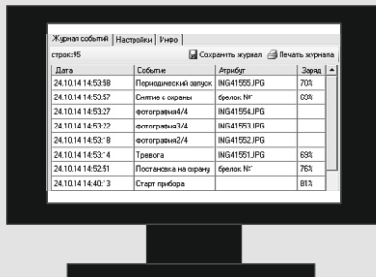 Журнал событий Настройки Инфо
строк:95 Сохранить журнал Печать журнала
Дата Событие Атрибут Заряд
24.10.14 14:53:58 Периодический запуск ING41555.JPG 70%
24.10.14 14:53:57 Снятие с охраны брелок №1 69%
24.10.14 14:53:27 фотография4/4 ING41554.JPG
24.10.14 14:53:22 фотография3/4 ING41553.JPG
24.10.14 14:53:18 фотография2/4 ING41552.JPG
24.10.14 14:53:14 Тревога ING41551.JPG 69%
24.10.14 14:52:51 Постановка на охрану брелок №1 76%
24.10.14 14:40:13 Старт прибора 81%